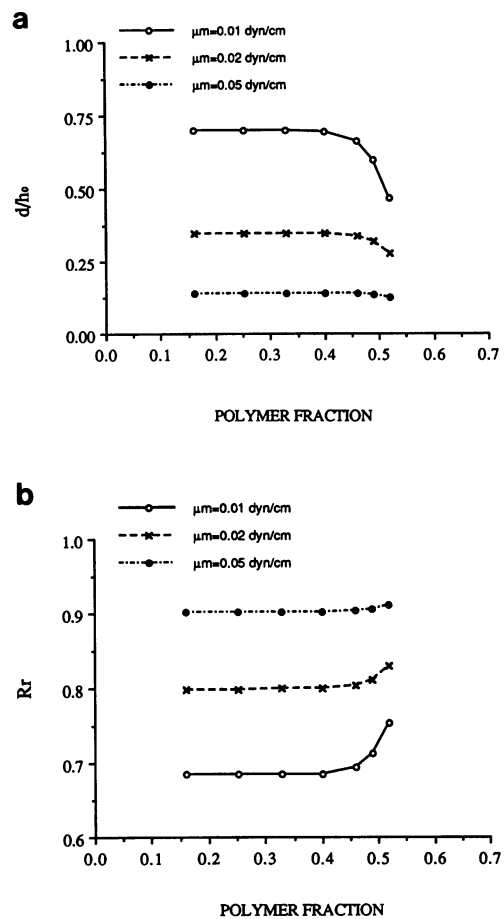 a
μm=0.01 dyn/cm
μm=0.02 dyn/cm
μm=0.05 dyn/cm
1.00
0.75
0.50
0.25
0.00
d/ho
0.0 0.1 0.2 0.3 0.4 0.5 0.6 0.7
POLYMER FRACTION
b
μm=0.01 dyn/cm
μm=0.02 dyn/cm
μm=0.05 dyn/cm
1.0
0.9
0.8
0.7
0.6
Rr
0.0 0.1 0.2 0.3 0.4 0.5 0.6 0.7
POLYMER FRACTION